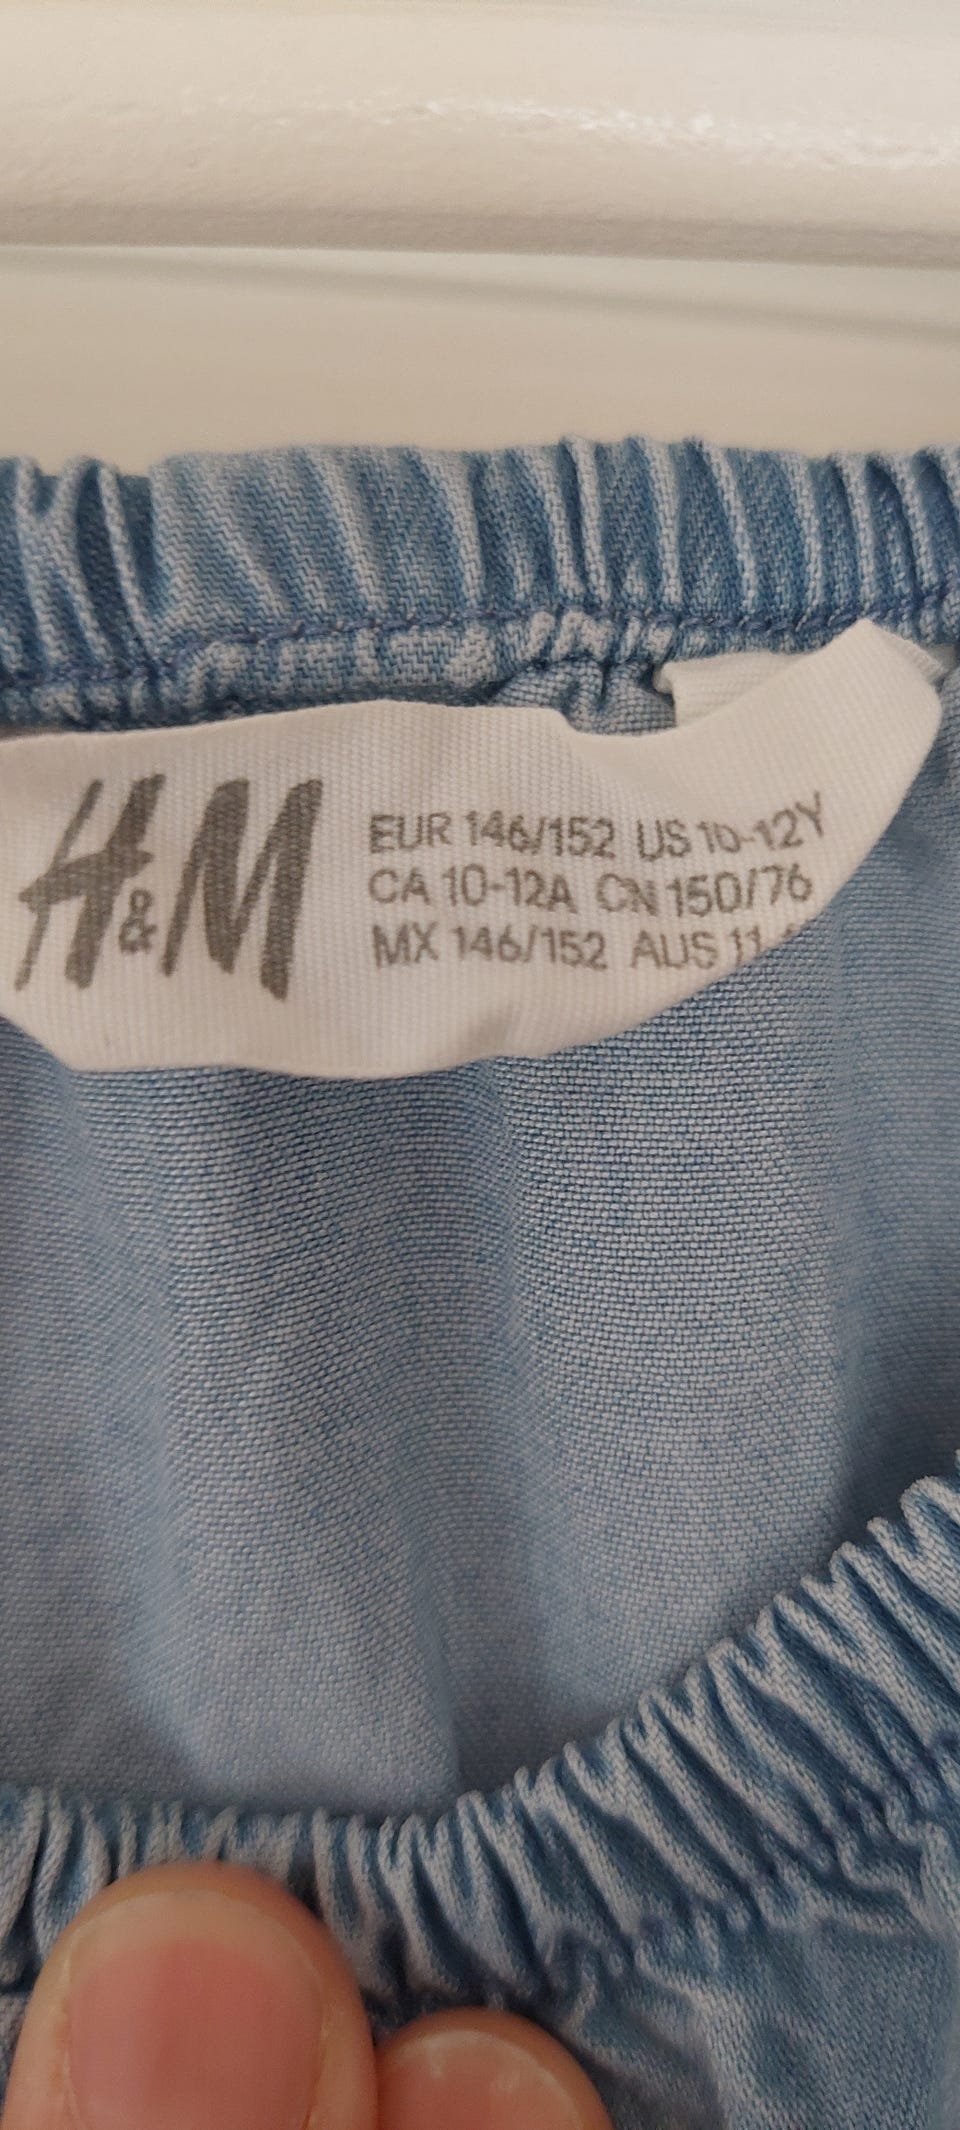 H&M
EUR 146/152 US 10-12Y
CA 10-12A CN 150/76
MX 146/152 AUS